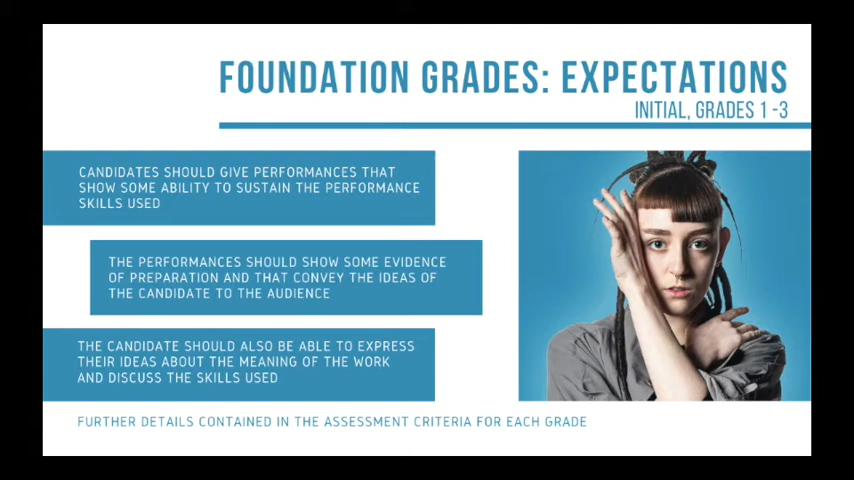 FOUNDATION GRADES: EXPECTATIONS
INITIAL, GRADES 1 -3
CANDIDATES SHOULD GIVE PERFORMANCES THAT
SHOW SOME ABILITY TO SUSTAIN THE PERFORMANCE
SKILLS USED
THE PERFORMANCES SHOULD SHOW SOME EVIDENCE
OF PREPARATION AND THAT CONVEY THE IDEAS OF
THE CANDIDATE TO THE AUDIENCE
THE CANDIDATE SHOULD ALSO BE ABLE TO EXPRESS
THEIR IDEAS ABOUT THE MEANING OF THE WORK
AND DISCUSS THE SKILLS USED
FURTHER DETAILS CONTAINED IN THE ASSESSMENT CRITERIA FOR EACH GRADE